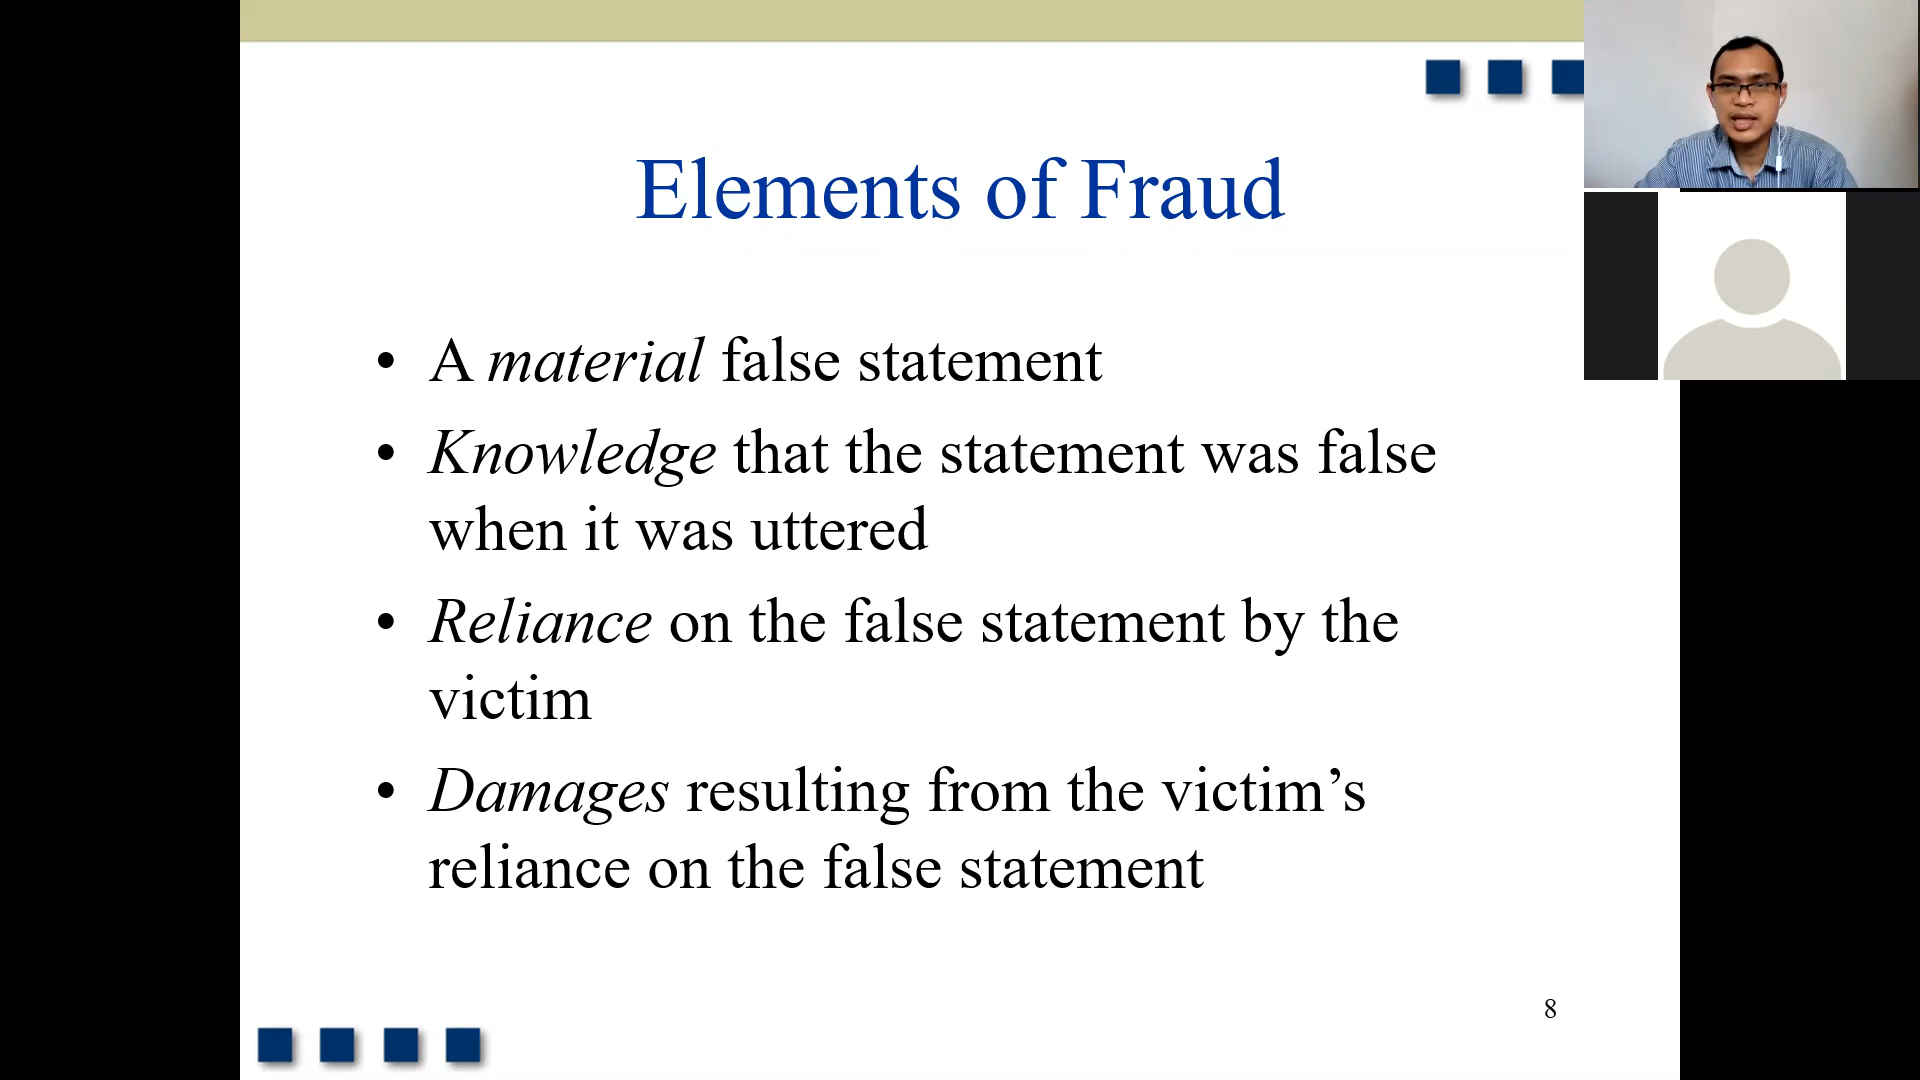 Elements of Fraud
• A material false statement
• Knowledge that the statement was false
when it was uttered
• Reliance on the false statement by the
victim
• Damages resulting from the victim’s
reliance on the false statement
8